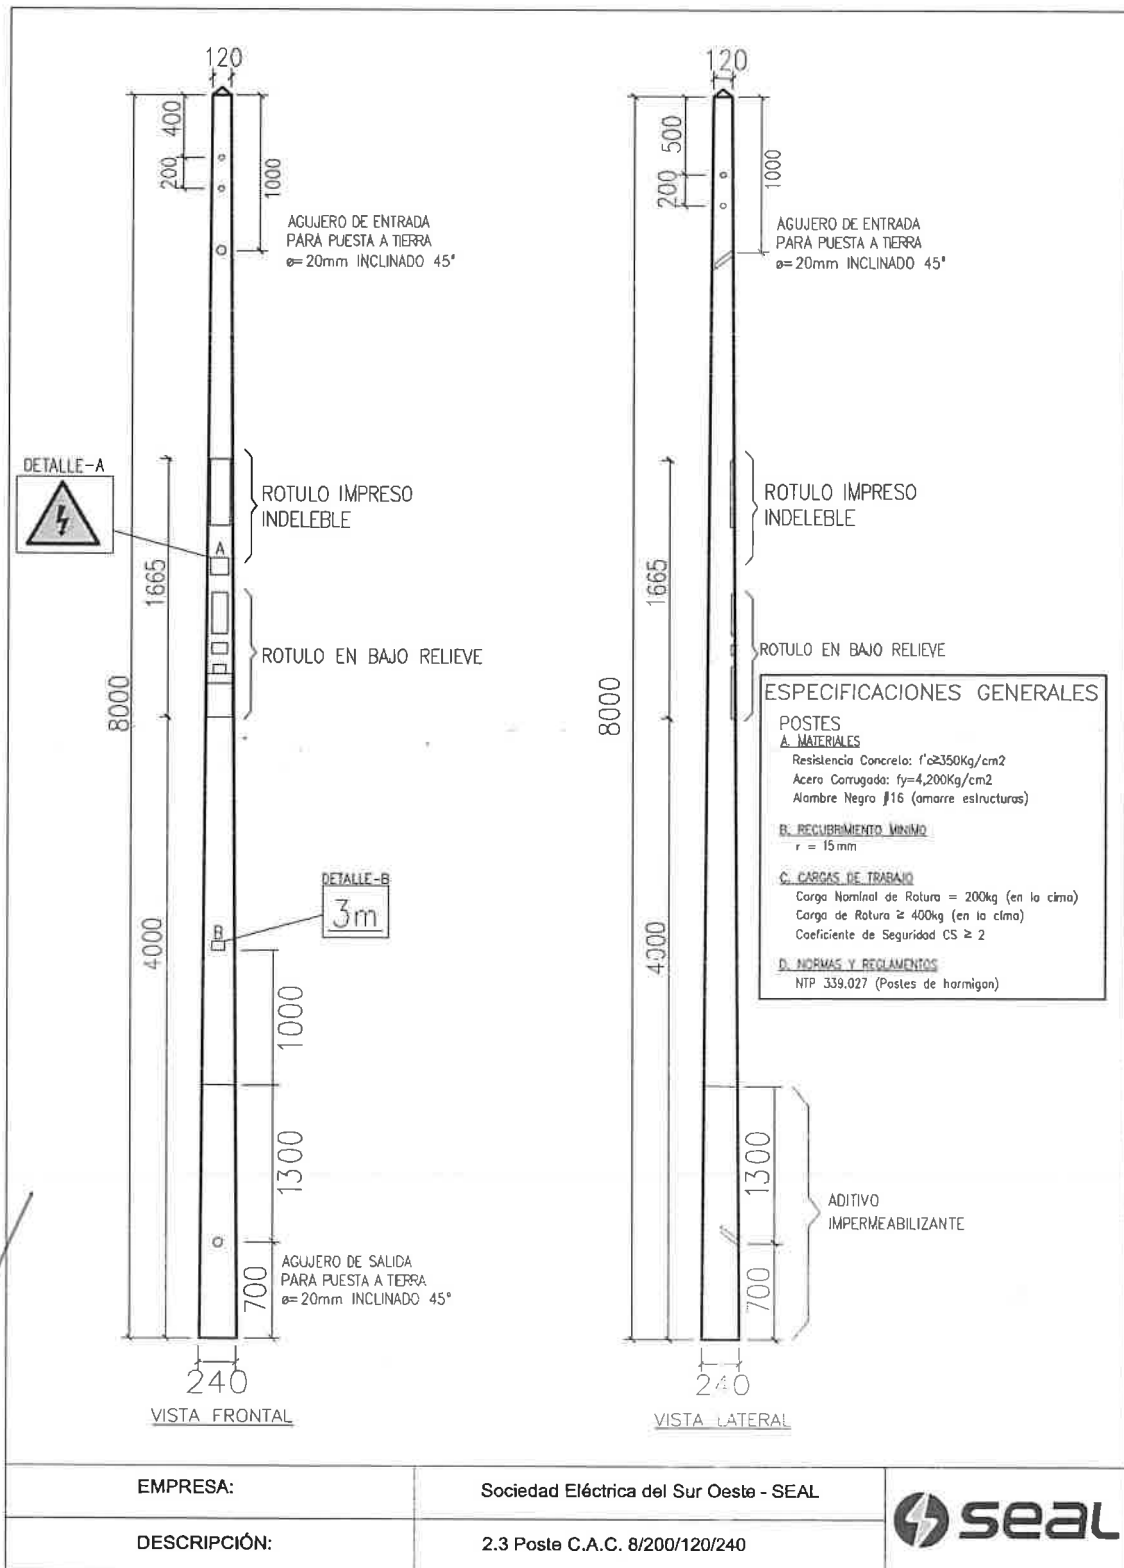 120
400
200
1000
AGUJERO DE ENTRADA
PARA PUESTA A TIERRA
ø=20mm INCLINADO 45°
DETALLE-A
ROTULO IMPRESO
INDELEBLE
A
1665
ROTULO EN BAJO RELIEVE
8000
DETALLE-B
3m
B
4000
1000
1300
AGUJERO DE SALIDA
PARA PUESTA A TERRA
ø=20mm INCLINADO 45°
700
240
VISTA FRONTAL
120
500
200
1000
AGUJERO DE ENTRADA
PARA PUESTA A TIERRA
ø=20mm INCLINADO 45°
ROTULO IMPRESO
INDELEBLE
1665
ROTULO EN BAJO RELIEVE
8000
ESPECIFICACIONES GENERALES
POSTES
A. MATERIALES
Resistencia Concreto: f'c≥350Kg/cm2
Acero Corrugado: fy=4,200Kg/cm2
Alambre Negro #16 (amarre estructuras)
B. RECUBRIMIENTO MINIMO
r = 15mm
C. CARGAS DE TRABAJO
Carga Nominal de Rotura = 200kg (en la cima)
Carga de Rotura ≥ 400kg (en la cima)
Coeficiente de Seguridad CS ≥ 2
D. NORMAS Y REGLAMENTOS
NTP 339.027 (Postes de hormigon)
4000
1300
ADITIVO
IMPERMEABILIZANTE
700
240
VISTA LATERAL
EMPRESA:
Sociedad Eléctrica del Sur Oeste - SEAL
seal
DESCRIPCIÓN:
2.3 Poste C.A.C. 8/200/120/240